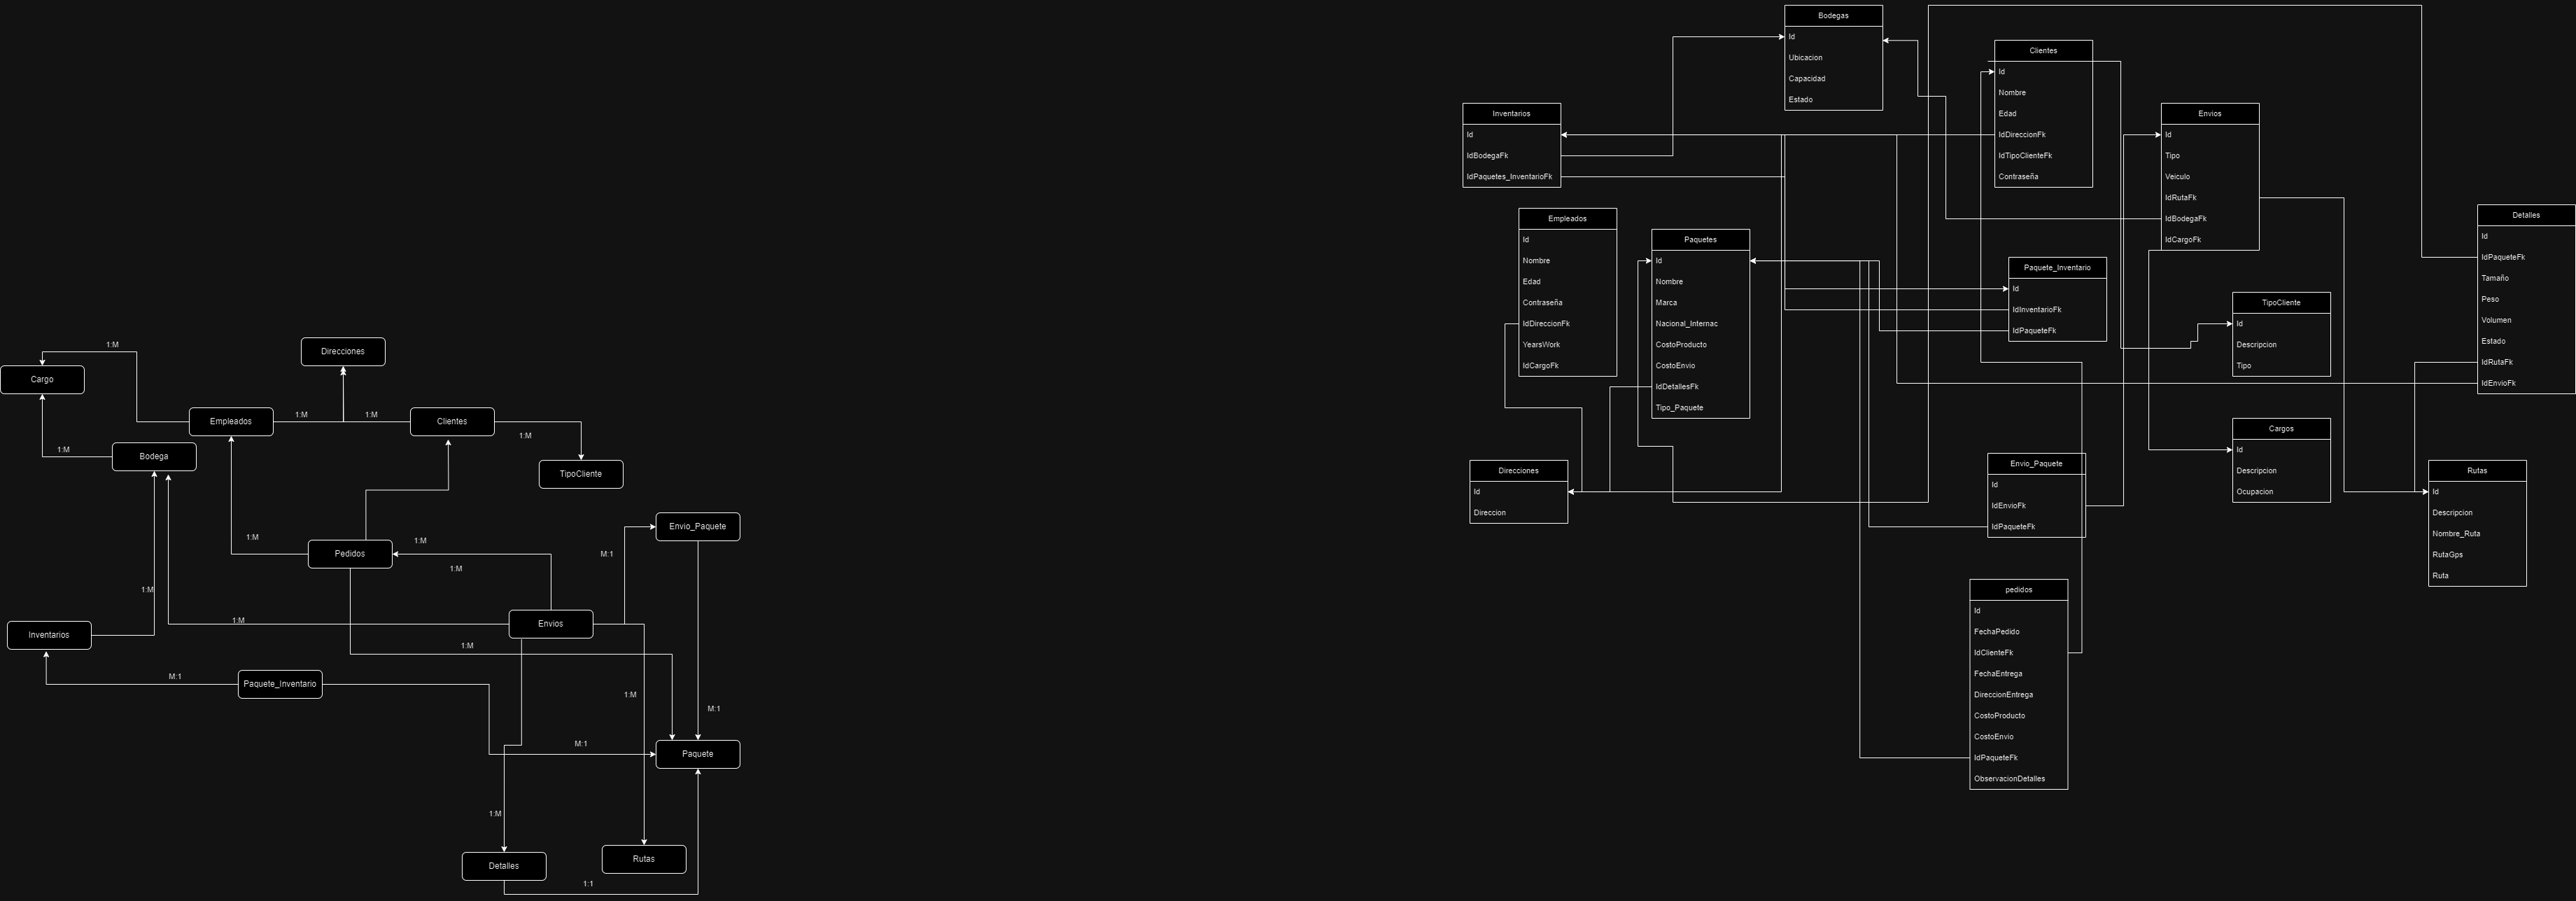 1:M
Cargo
Direcciones
Empleados
1:M
1:M
Clientes
1:M
TipoCliente
1:M
Bodega
1:M
Pedidos
1:M
1:M
Envio_Paquete
M:1
1:M
Inventarios
1:M
Envios
1:M
M:1
Paquete_Inventario
1:M
M:1
M:1
Paquete
1:M
Detalles
Rutas
1:1
Bodegas
Id
Ubicacion
Capacidad
Estado
Clientes
Id
Nombre
Edad
IdDireccionFk
IdTipoClienteFk
Contraseña
Inventarios
Id
IdBodegaFk
IdPaquetes_InventarioFk
Envios
Id
Tipo
Veiculo
IdRutaFk
IdBodegaFk
IdCargoFk
Empleados
Id
Nombre
Edad
Contraseña
IdDireccionFk
YearsWork
IdCargoFk
Paquetes
Id
Nombre
Marca
Nacional_Internac
CostoProducto
CostoEnvio
IdDetallesFk
Tipo_Paquete
Paquete_Inventario
Id
IdInventarioFk
IdPaqueteFk
Detalles
Id
IdPaqueteFk
Tamaño
Peso
Volumen
Estado
IdRutaFk
IdEnvioFk
TipoCliente
Id
Descripcion
Tipo
Cargos
Id
Descripcion
Ocupacion
Direcciones
Id
Direccion
Envio_Paquete
Id
IdEnvioFk
IdPaqueteFk
Rutas
Id
Descripcion
Nombre_Ruta
RutaGps
Ruta
pedidos
Id
FechaPedido
IdClienteFk
FechaEntrega
DireccionEntrega
CostoProducto
CostoEnvio
IdPaqueteFk
ObservacionDetalles